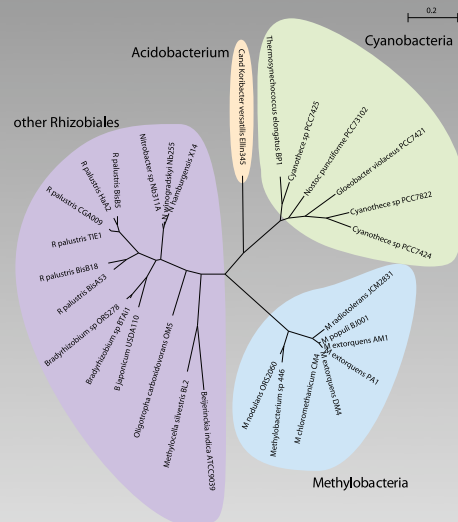 0.2
Cyanobacteria
Acidobacterium
other Rhizobiales
Methylobacteria
Cand Koribacter versatilis Ellin345
Thermosynechococcus elongatus BP1
Cyanothece sp PCC7425
Nostoc punctiforme PCC73102
Gloeobacter violaceus PCC7421
Cyanothece sp PCC7822
Cyanothece sp PCC7424
M radiotolerans JCM2831
M populi BJ001
M extorquens AM1
M extorquens PA1
M extorquens DM4
M chloromethanicum CM4
Methylobacterium sp 446
M nodulans ORS2060
Beijerinckia indica ATCC9039
Methylocella silvestris BL2
Oligotropha carboxidovorans OM5
B japonicum USDA110
Bradyrhizobium sp BTAi1
Bradyrhizobium sp ORS278
R palustris BisA53
R palustris BisB18
R palustris TIE1
R palustris CGA009
R palustris HaA2
R palustris BisB5
Nitrobacter sp Nb311A
N winogradskyi Nb255
N hamburgensis X14